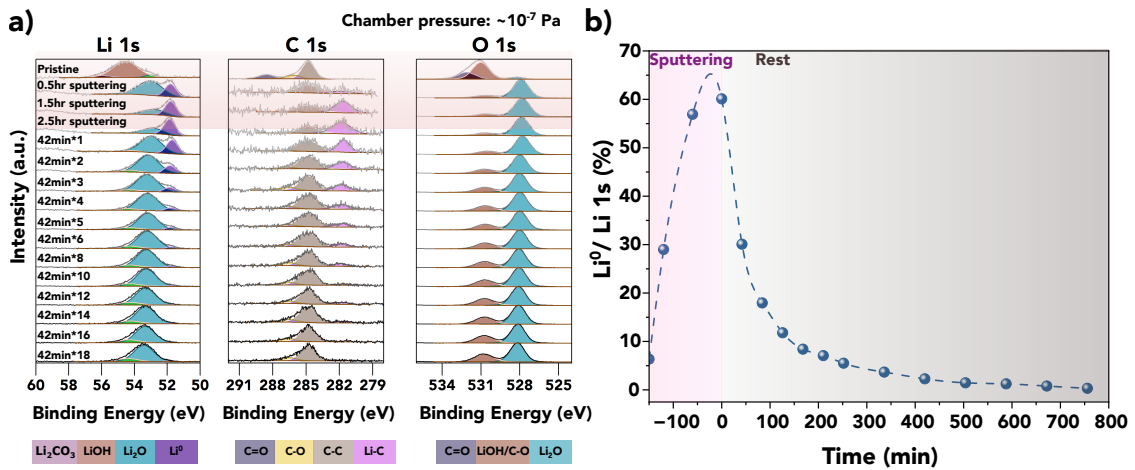 a)
Chamber pressure: ~10⁻⁷ Pa
Li 1s
C 1s
O 1s
Pristine
0.5hr sputtering
1.5hr sputtering
2.5hr sputtering
42min*1
42min*2
42min*3
42min*4
42min*5
42min*6
42min*8
42min*10
42min*12
42min*14
42min*16
42min*18
Intensity (a.u.)
60 58 56 54 52 50
291 288 285 282 279
534 531 528 525
Binding Energy (eV)
Binding Energy (eV)
Binding Energy (eV)
Li₂CO₃ LiOH Li₂O Li⁰
C=O C-O C-C Li-C
C=O LiOH/C-O Li₂O
b)
Sputtering
Rest
Li⁰/ Li 1s (%)
70
60
50
40
30
20
10
0
−100 0 100 200 300 400 500 600 700 800
Time (min)